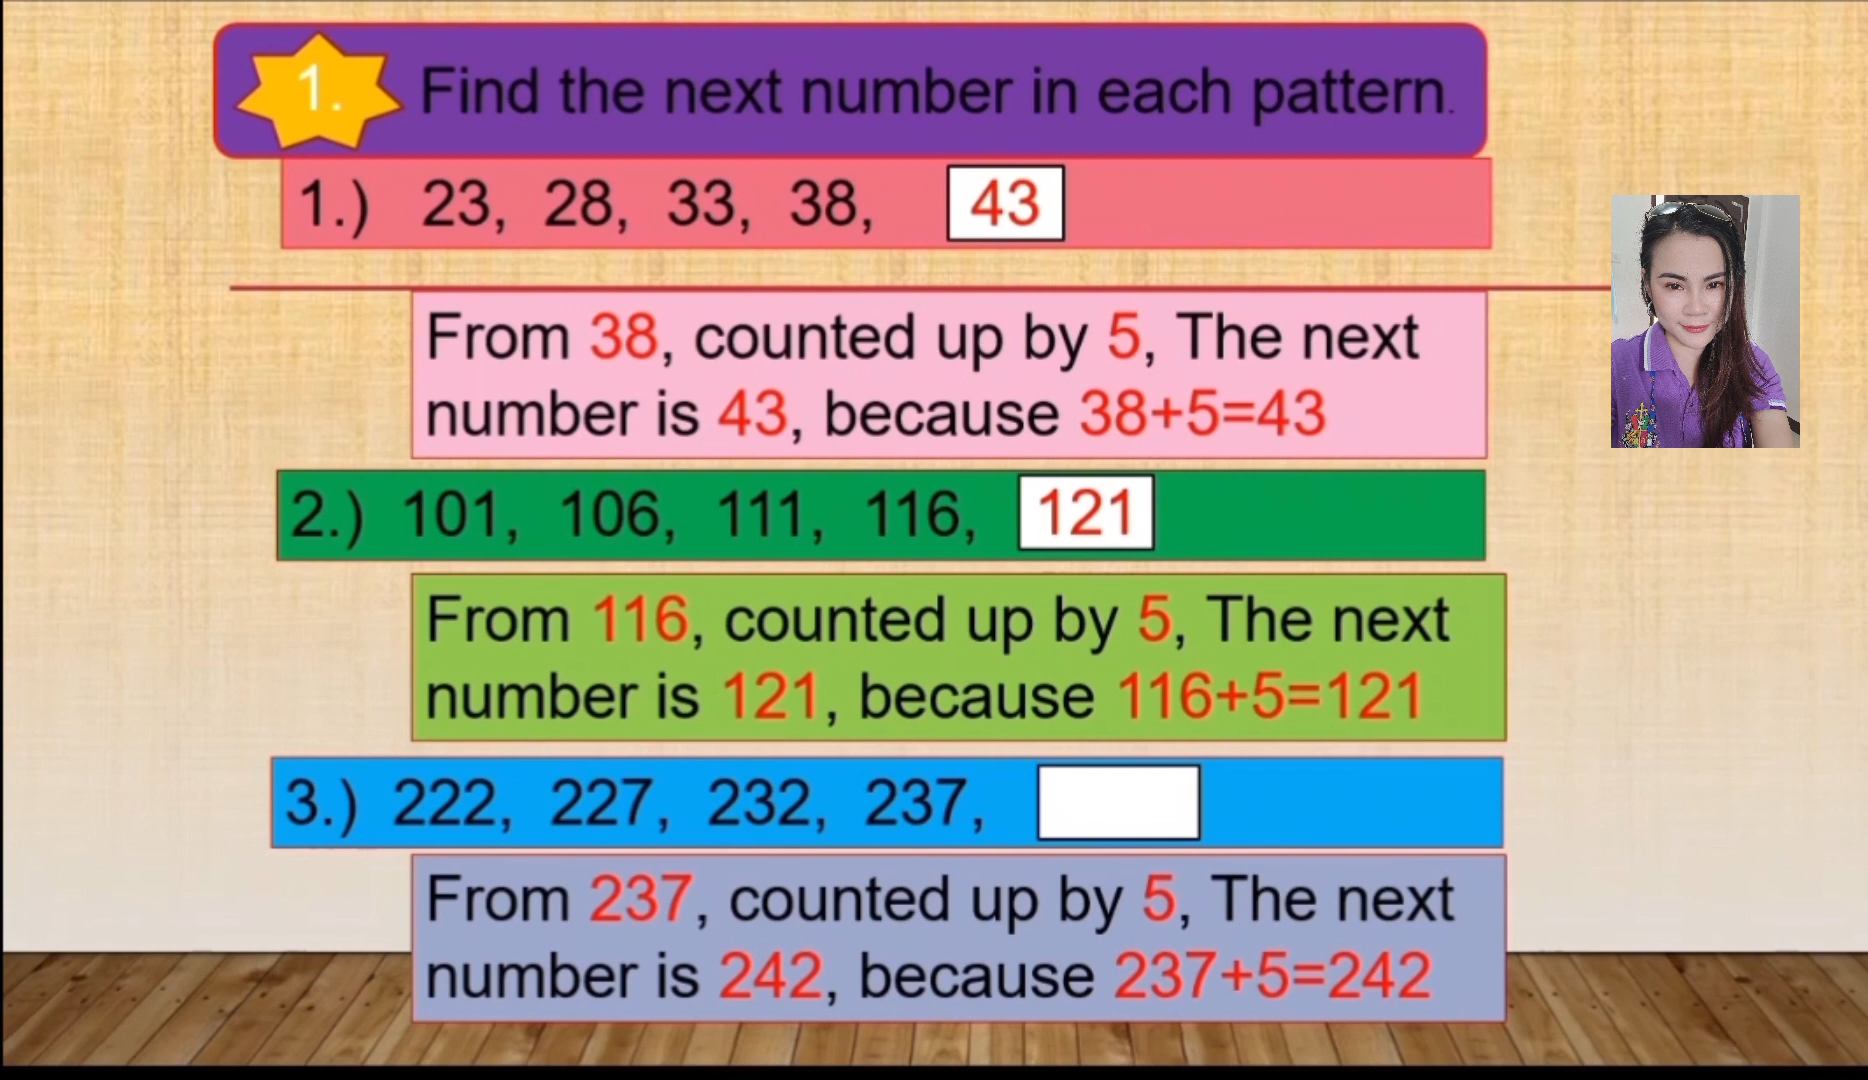 1. Find the next number in each pattern.
1.) 23, 28, 33, 38, 43
From 38, counted up by 5, The next
number is 43, because 38+5=43
2.) 101, 106, 111, 116, 121
From 116, counted up by 5, The next
number is 121, because 116+5=121
3.) 222, 227, 232, 237,
From 237, counted up by 5, The next
number is 242, because 237+5=242